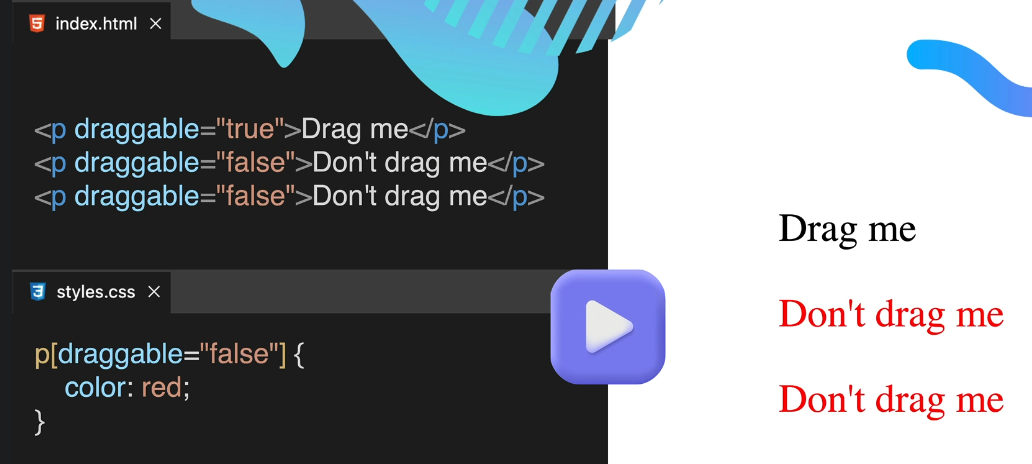 index.html ×
<p draggable="true">Drag me</p>
<p draggable="false">Don't drag me</p>
<p draggable="false">Don't drag me</p>
styles.css ×
p[draggable="false"] {
    color: red;
}
Drag me
Don't drag me
Don't drag me